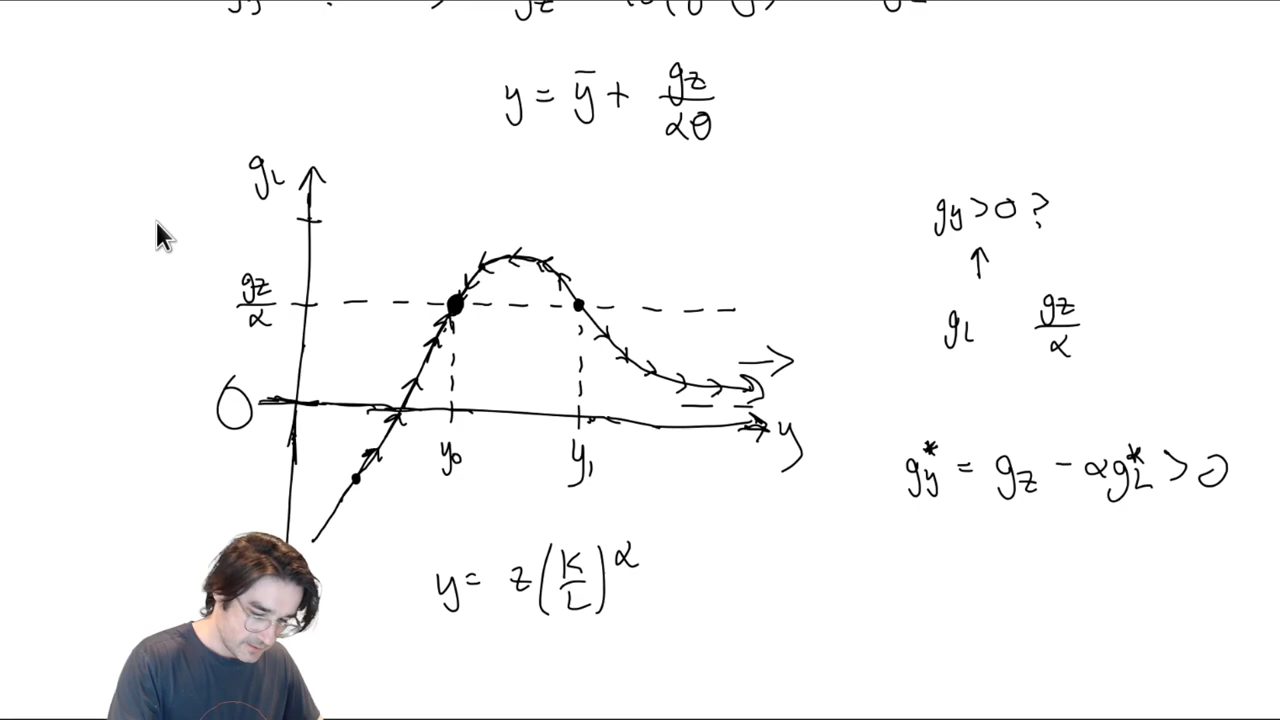 y = ȳ + gz/αθ
gL
gy > 0 ?
↑
gz/α
gL gz/α
0
y
y0 y1
gy* = gz - αgL* > 0
y = z(K/L)^α